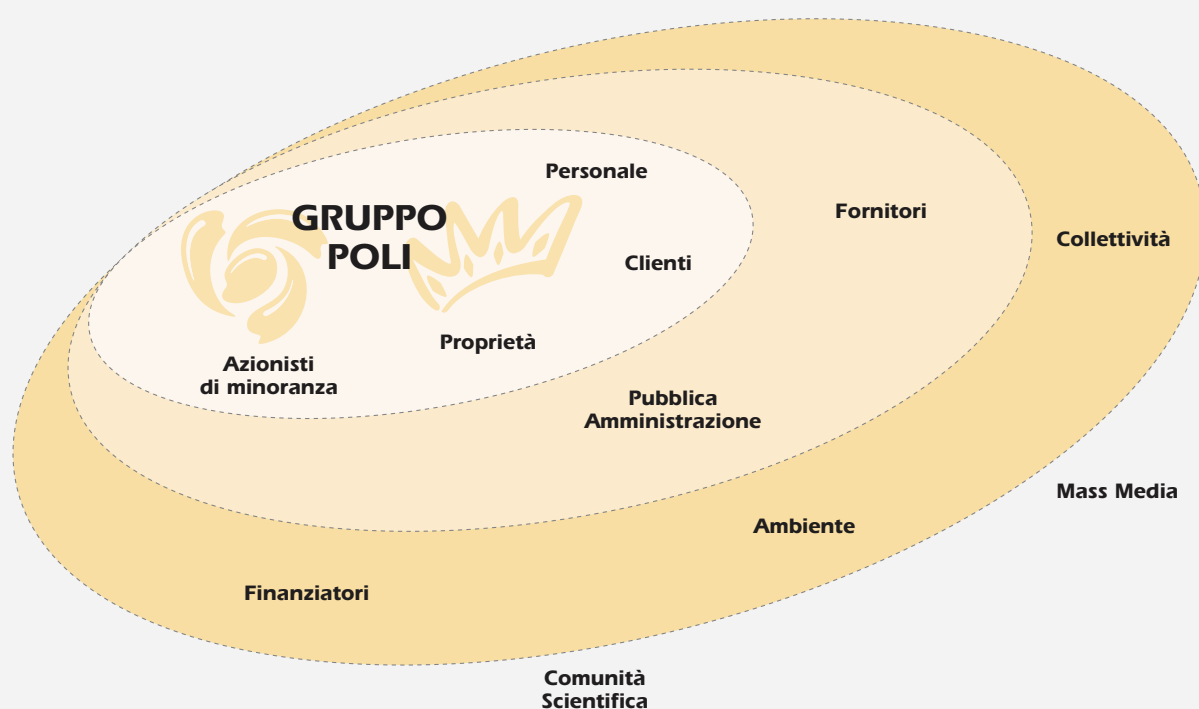 Personale
GRUPPO
POLI
Fornitori
Collettività
Clienti
Proprietà
Azionisti
di minoranza
Pubblica
Amministrazione
Mass Media
Ambiente
Finanziatori
Comunità
Scientifica